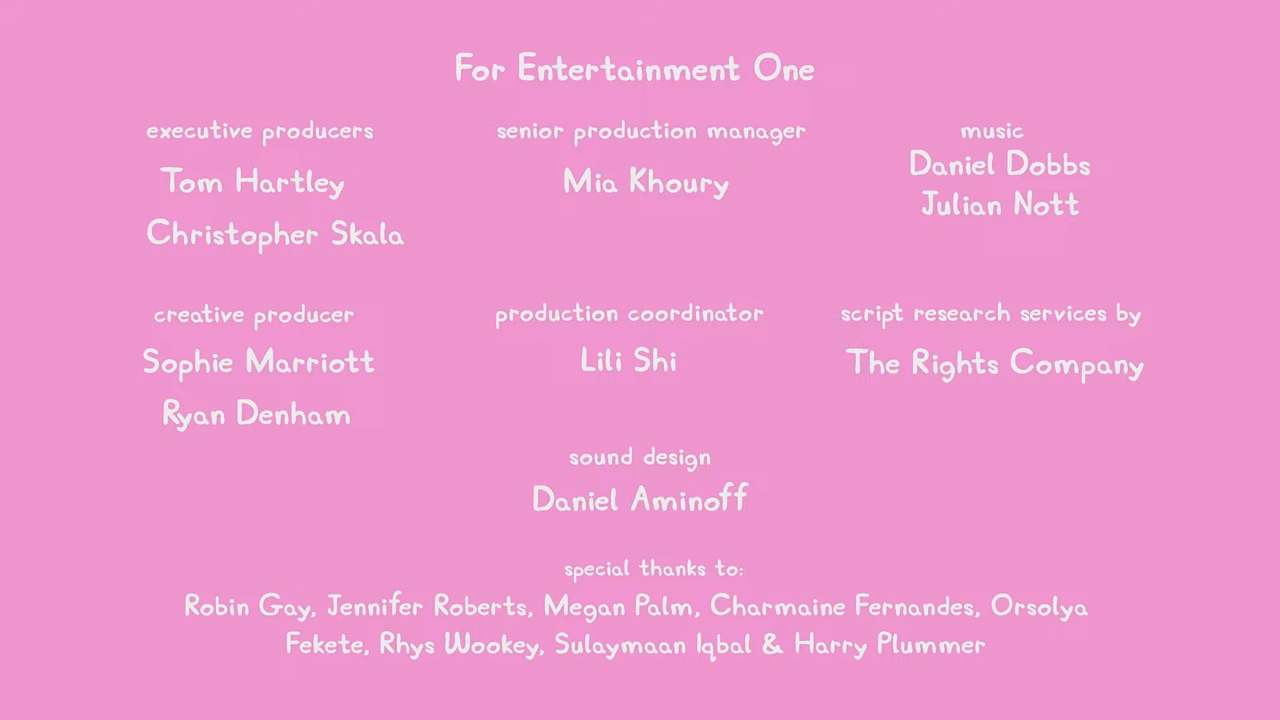 For Entertainment One
executive producers
Tom Hartley
Christopher Skala
senior production manager
Mia Khoury
music
Daniel Dobbs
Julian Nott
creative producer
Sophie Marriott
Ryan Denham
production coordinator
Lili Shi
script research services by
The Rights Company
sound design
Daniel Aminoff
special thanks to:
Robin Gay, Jennifer Roberts, Megan Palm, Charmaine Fernandes, Orsolya
Fekete, Rhys Wookey, Sulaymaan Iqbal & Harry Plummer